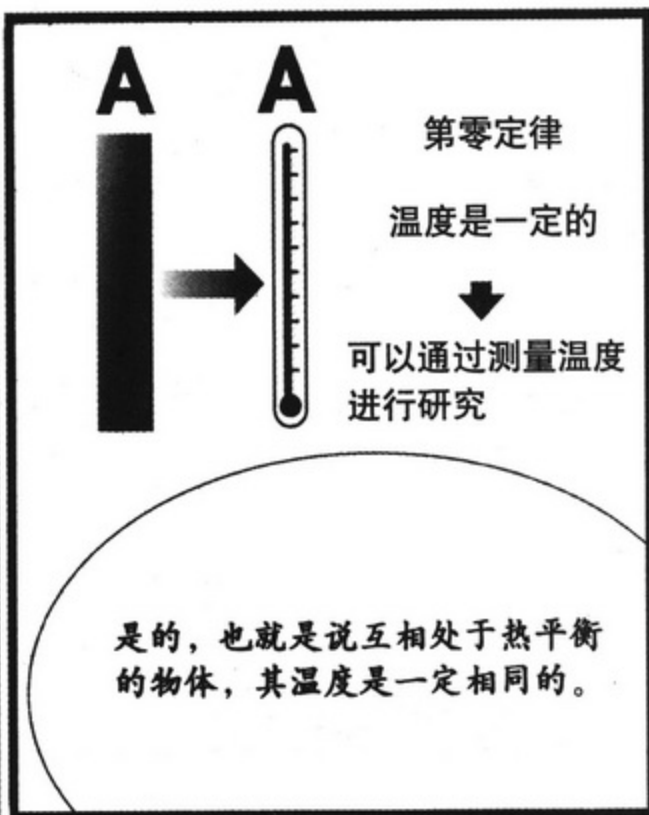 A A
第零定律
温度是一定的
可以通过测量温度
进行研究
是的，也就是说互相处于热平衡
的物体，其温度是一定相同的。